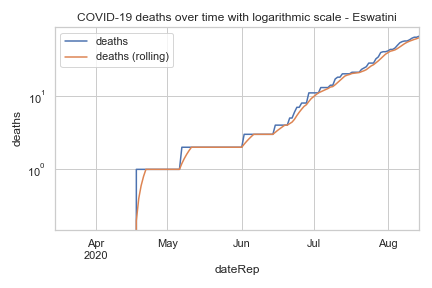 COVID-19 deaths over time with logarithmic scale - Eswatini
deaths
deaths (rolling)
deaths
10¹
10⁰
Apr
2020
May
Jun
Jul
Aug
dateRep